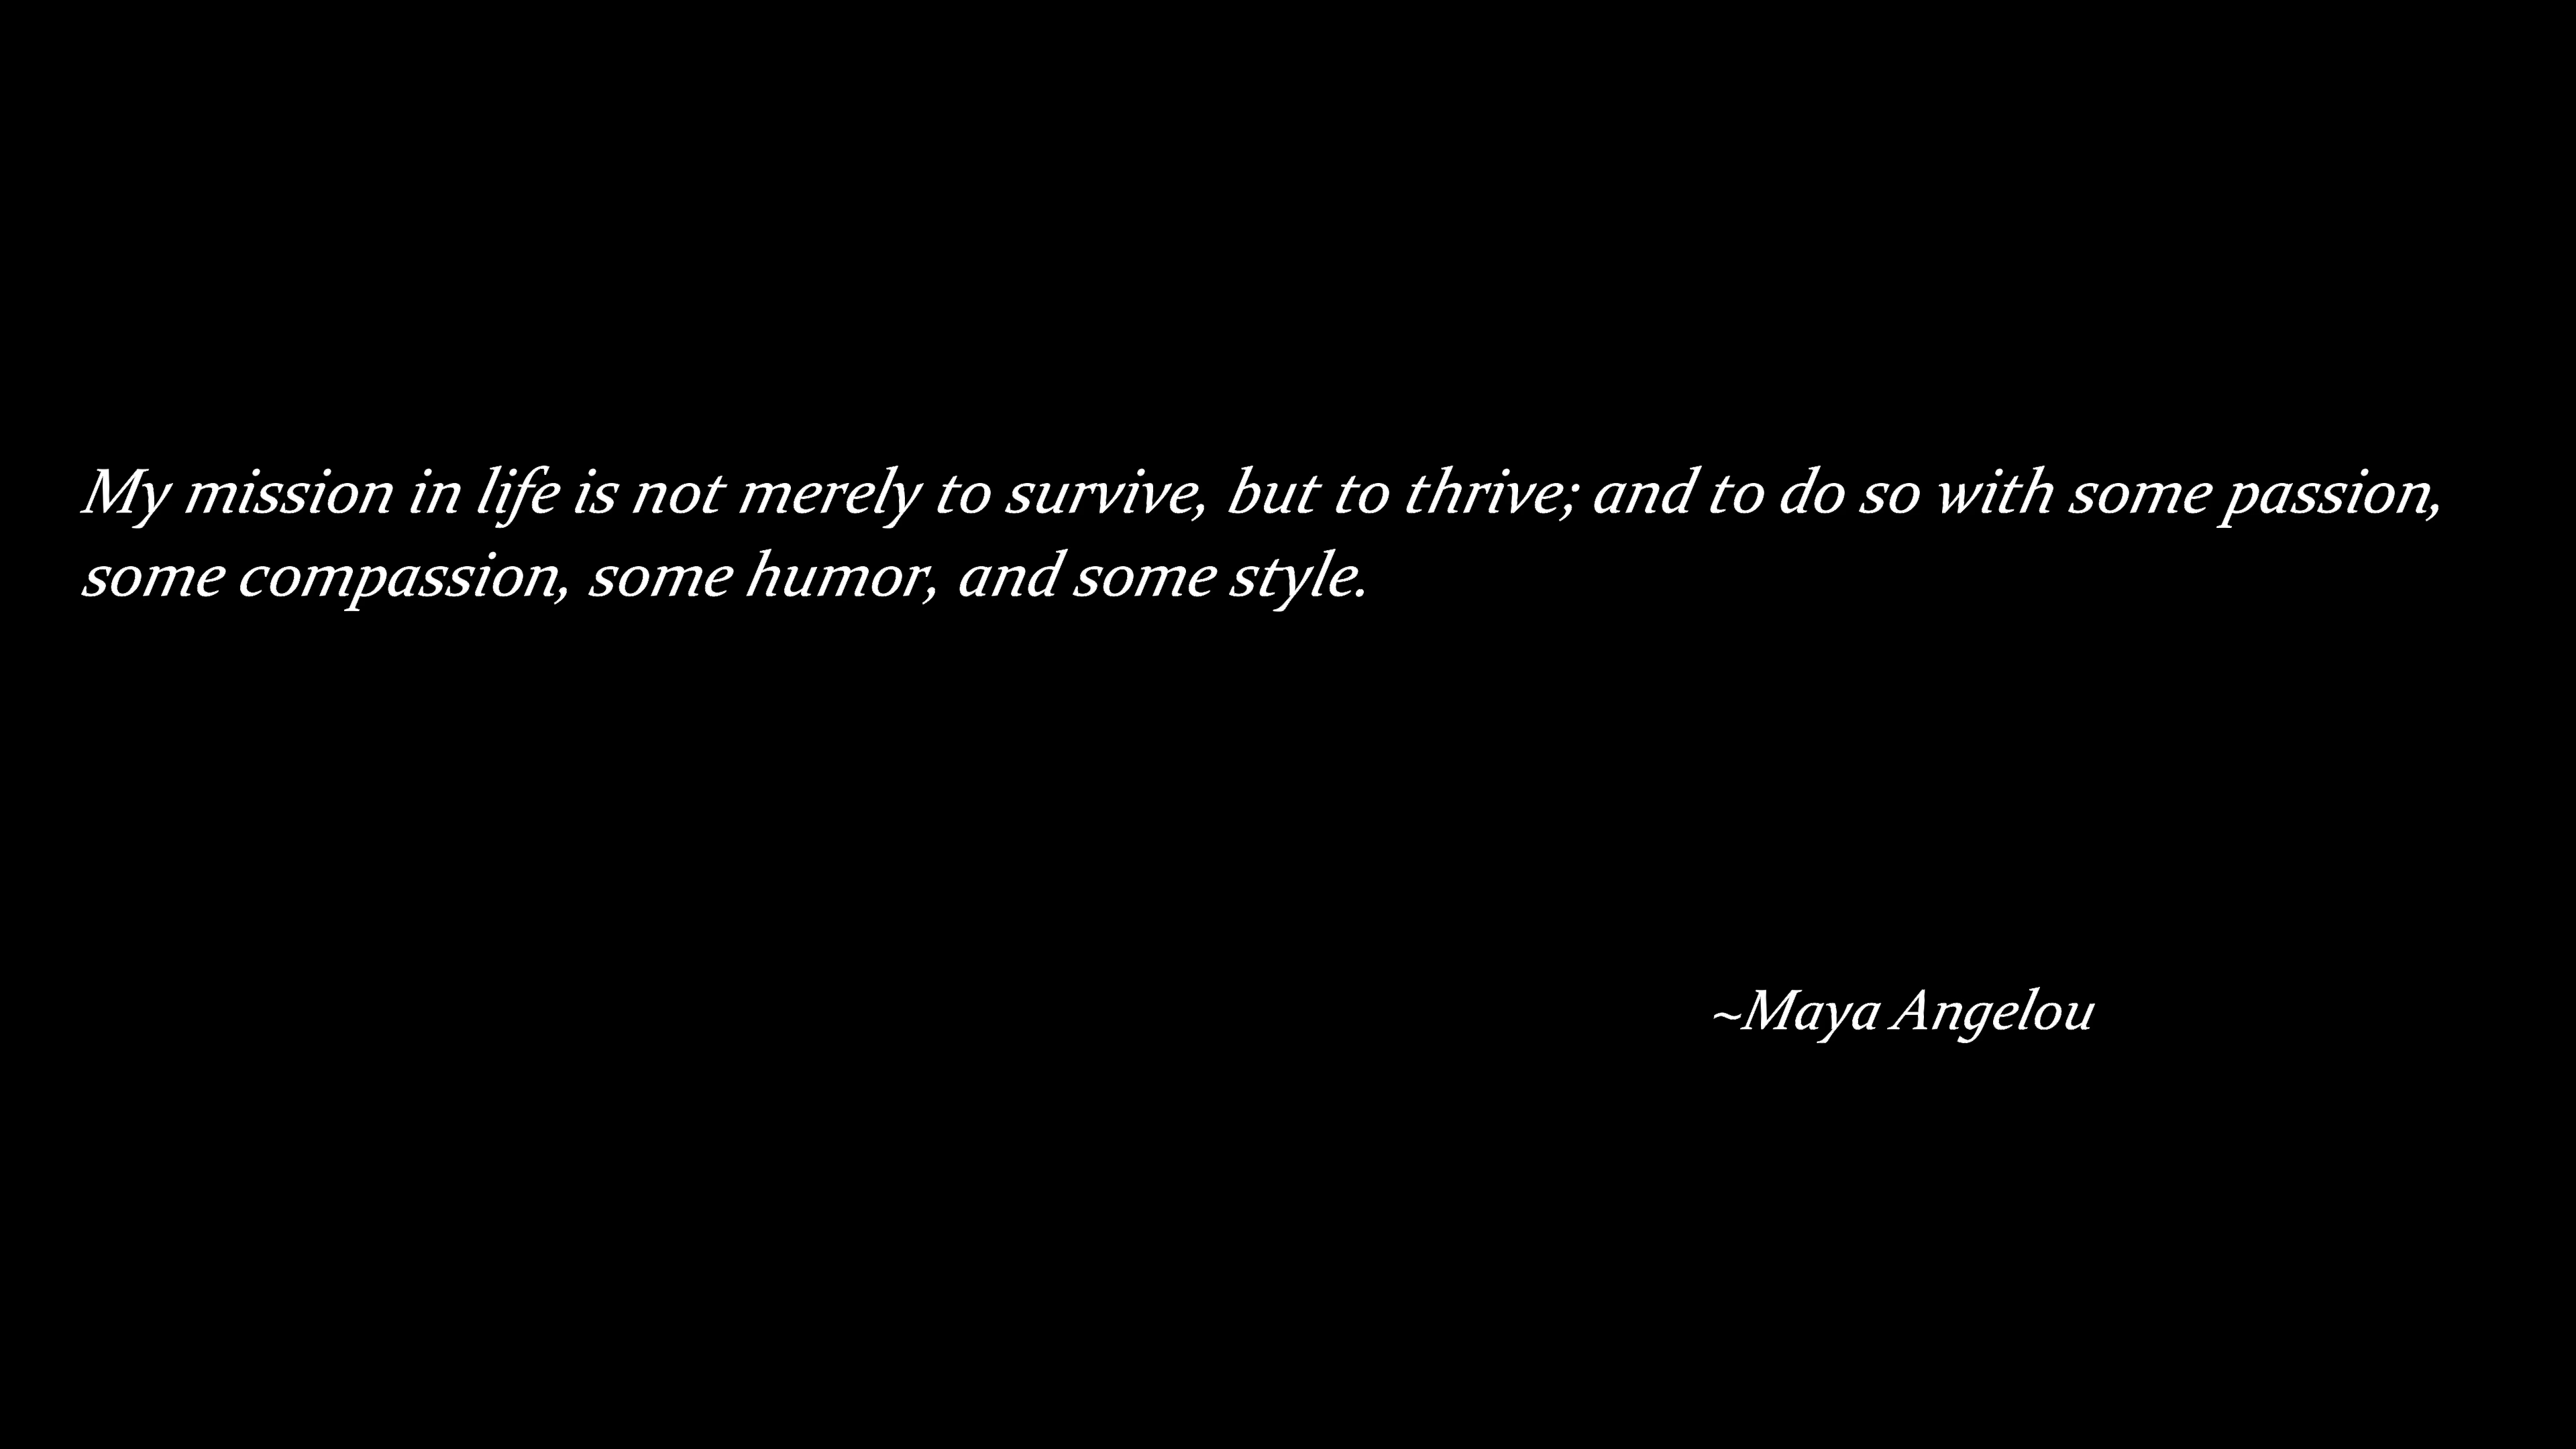 My mission in life is not merely to survive, but to thrive; and to do so with some passion,
some compassion, some humor, and some style.
~Maya Angelou